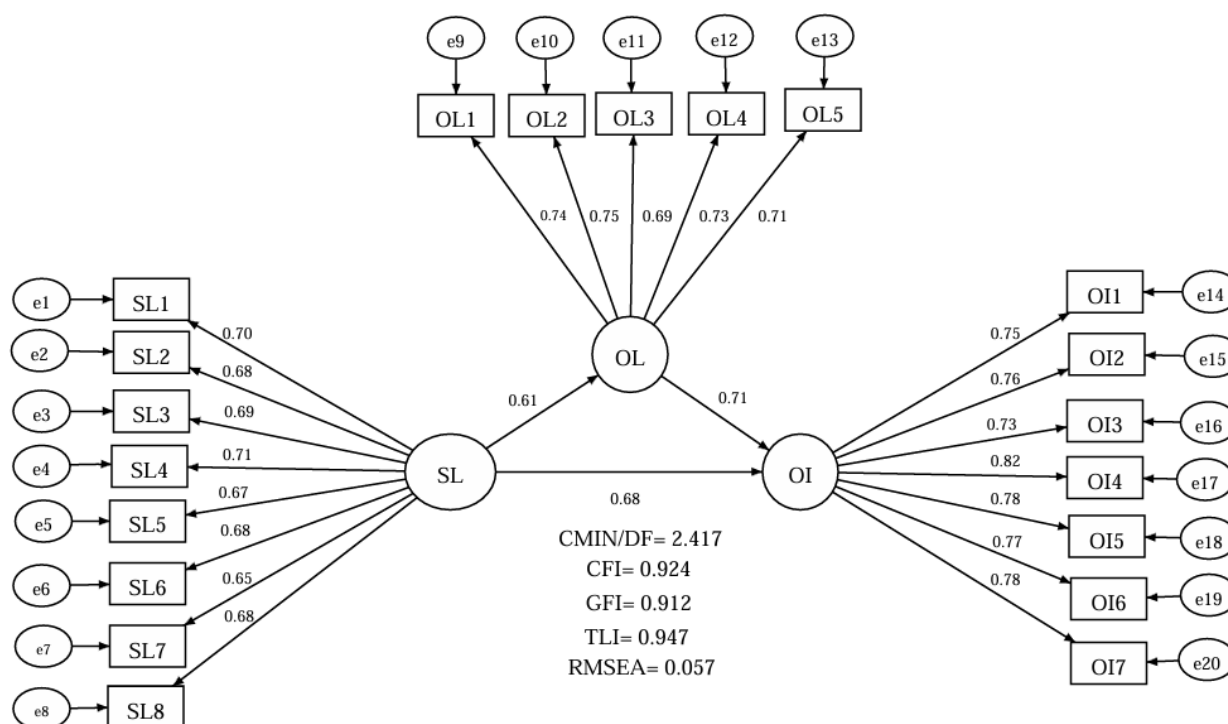 e9 e10 e11 e12 e13
OL1 OL2 OL3 OL4 OL5
0.74 0.75 0.69 0.73 0.71
e1 SL1
e2 SL2
e3 SL3
e4 SL4
e5 SL5
e6 SL6
e7 SL7
e8 SL8
0.70
0.68
0.69
0.71
0.67
0.68
0.65
0.68
SL
0.61
OL
0.71
OI
0.68
0.75
0.76
0.73
0.82
0.78
0.77
0.78
OI1 e14
OI2 e15
OI3 e16
OI4 e17
OI5 e18
OI6 e19
OI7 e20
CMIN/DF= 2.417
CFI= 0.924
GFI= 0.912
TLI= 0.947
RMSEA= 0.057